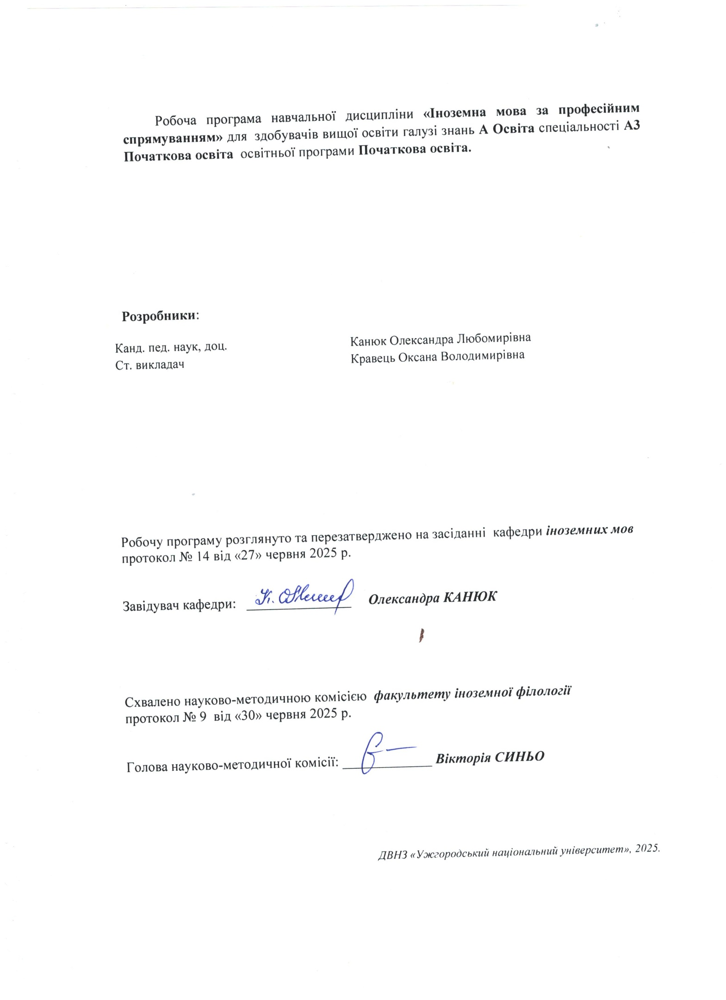 Робоча програма навчальної дисципліни «Іноземна мова за професійним
спрямуванням» для здобувачів вищої освіти галузі знань А Освіта спеціальності А3
Початкова освіта освітньої програми Початкова освіта.
Розробники:
Канд. пед. наук, доц. Канюк Олександра Любомирівна
Ст. викладач Кравець Оксана Володимирівна
Робочу програму розглянуто та перезатверджено на засіданні кафедри іноземних мов
протокол № 14 від «27» червня 2025 р.
Завідувач кафедри: Олександра КАНЮК
Схвалено науково-методичною комісією факультету іноземної філології
протокол № 9 від «30» червня 2025 р.
Голова науково-методичної комісії: Вікторія СИНЬО
ДВНЗ «Ужгородський національний університет», 2025.